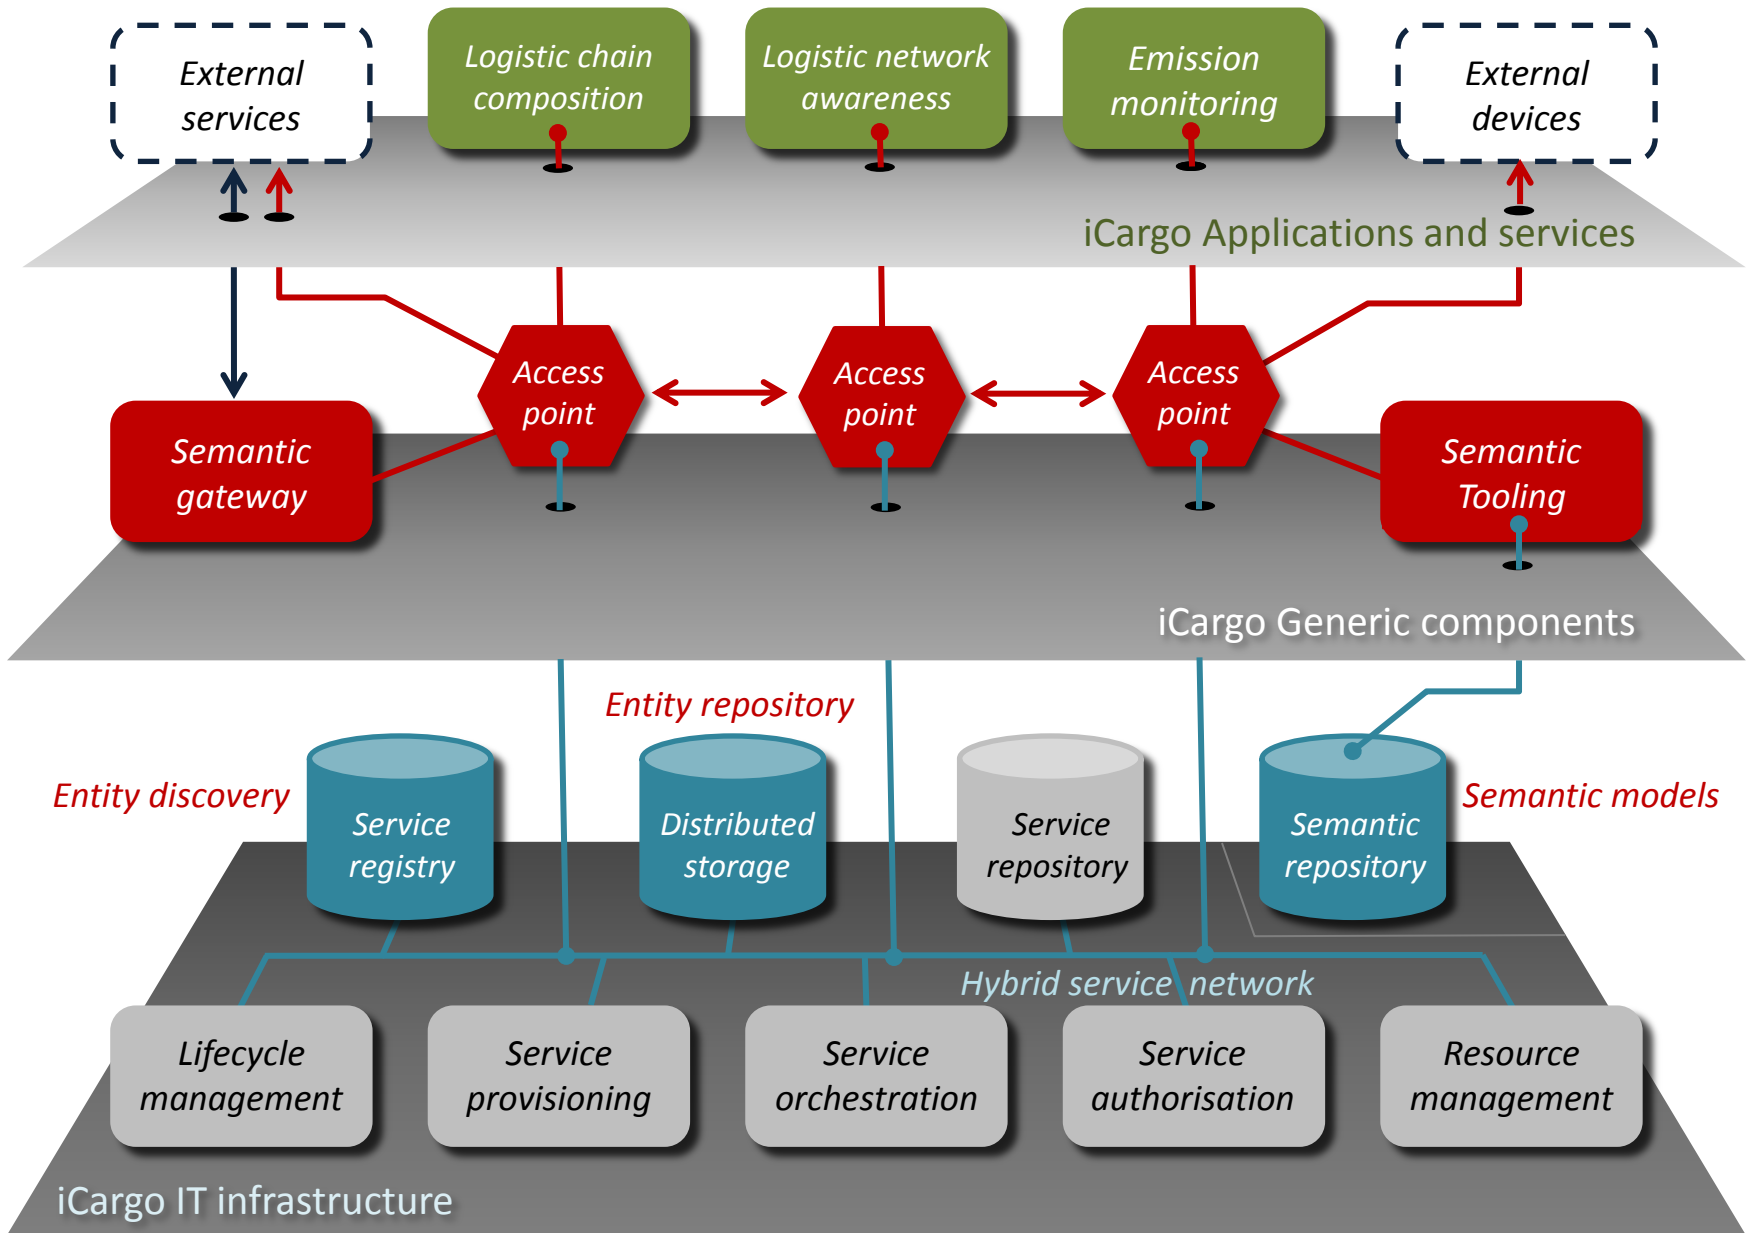 External
services
Logistic chain
composition
Logistic network
awareness
Emission
monitoring
External
devices
iCargo Applications and services
Access
point
Access
point
Access
point
Semantic
gateway
Semantic
Tooling
iCargo Generic components
Entity repository
Entity discovery
Semantic models
Service
registry
Distributed
storage
Service
repository
Semantic
repository
Hybrid service network
Lifecycle
management
Service
provisioning
Service
orchestration
Service
authorisation
Resource
management
iCargo IT infrastructure